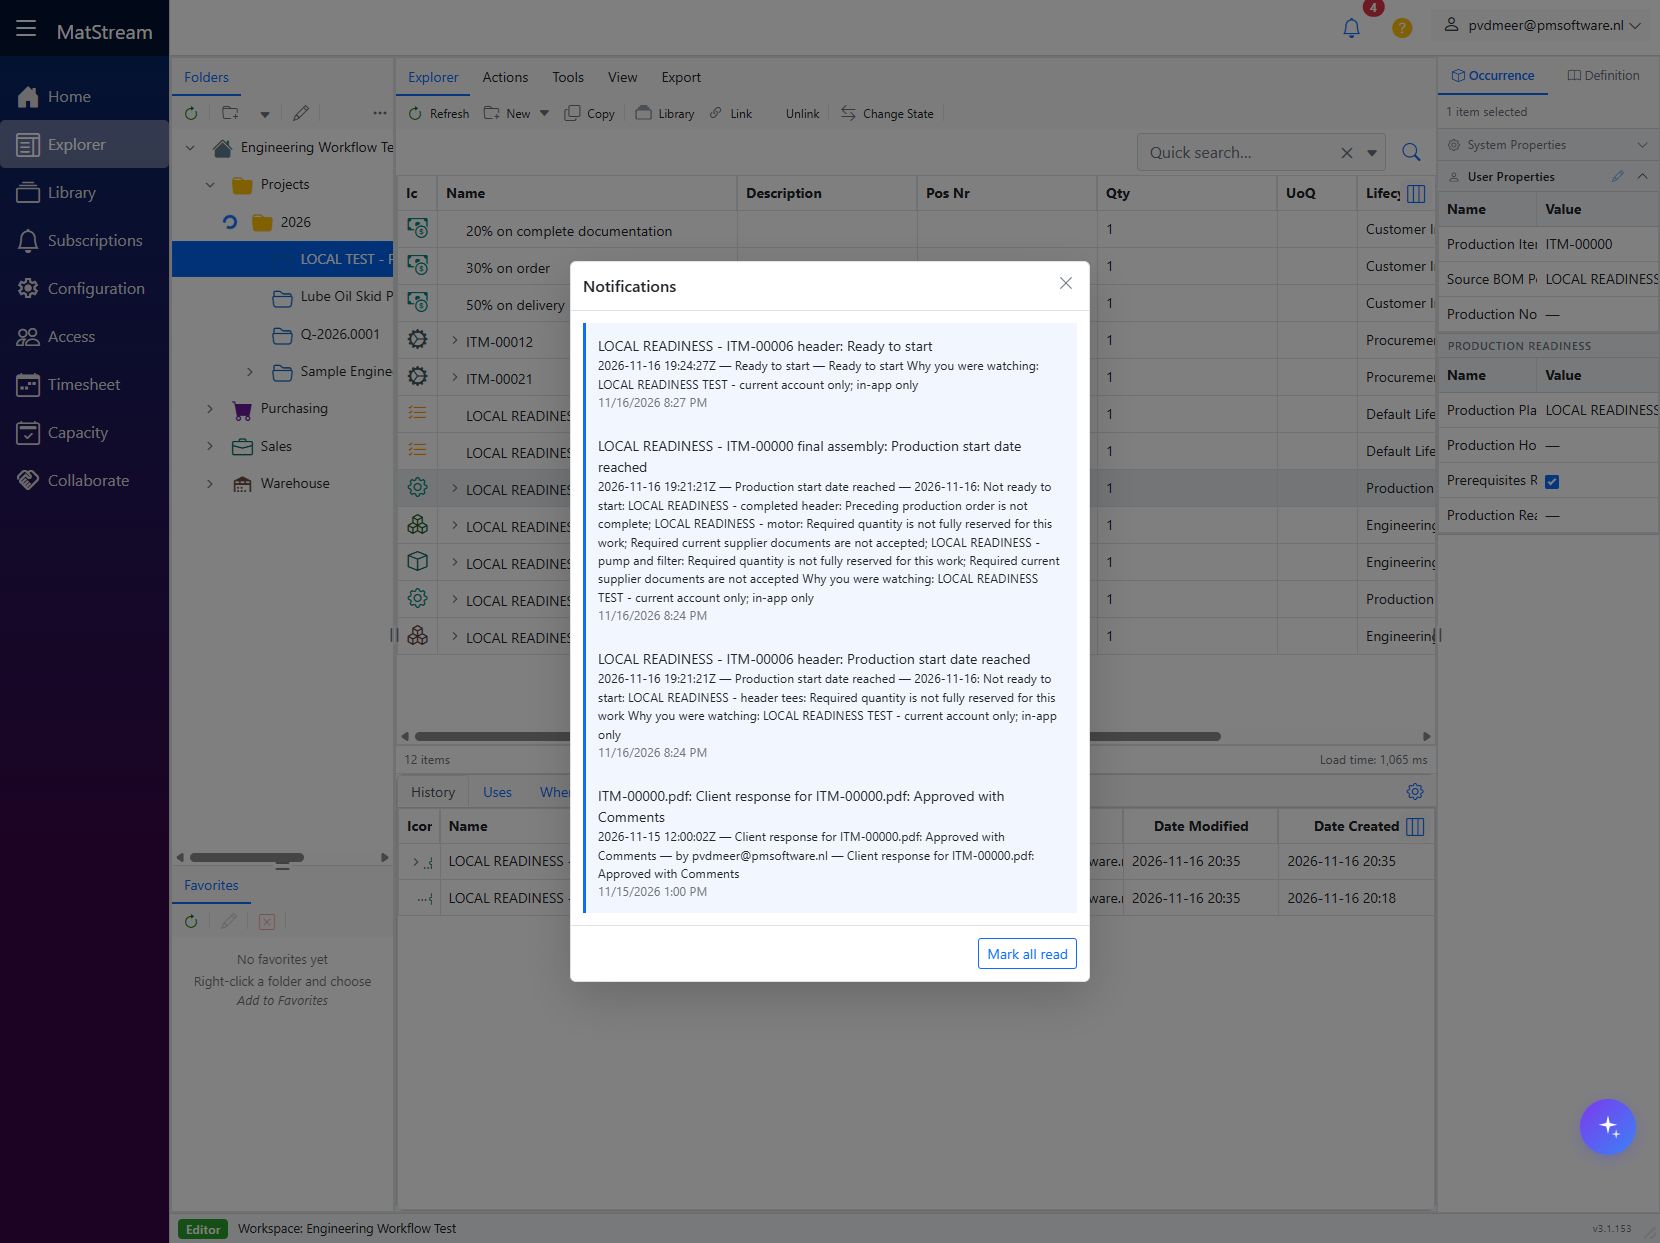 MatStream
4
?
pvdmeer@pmsoftware.nl
Home
Explorer
Library
Subscriptions
Configuration
Access
Timesheet
Capacity
Collaborate
Folders
Engineering Workflow Te
Projects
2026
LOCAL TEST - F
Lube Oil Skid P
Q-2026.0001
Sample Engine
Purchasing
Sales
Warehouse
Favorites
No favorites yet
Right-click a folder and choose
Add to Favorites
Explorer Actions Tools View Export
Refresh New Copy Library Link Unlink Change State
Quick search...
Ic Name Description Pos Nr Qty UoQ Lifecy
20% on complete documentation 1 Customer I
30% on order 1 Customer I
50% on delivery 1 Customer I
ITM-00012 1 Procureme
ITM-00021 1 Procureme
LOCAL READINES 1 Default Life
LOCAL READINES 1 Default Life
LOCAL READINES 1 Production
LOCAL READINES 1 Engineering
LOCAL READINES 1 Engineering
LOCAL READINES 1 Production
LOCAL READINES 1 Engineering
12 items Load time: 1,065 ms
History Uses Wher
Icor Name Date Modified Date Created
LOCAL READINESS - ware.n 2026-11-16 20:35 2026-11-16 20:35
LOCAL READINESS - ware.n 2026-11-16 20:35 2026-11-16 20:18
Notifications
LOCAL READINESS - ITM-00006 header: Ready to start
2026-11-16 19:24:27Z — Ready to start — Ready to start Why you were watching:
LOCAL READINESS TEST - current account only; in-app only
11/16/2026 8:27 PM
LOCAL READINESS - ITM-00000 final assembly: Production start date
reached
2026-11-16 19:21:21Z — Production start date reached — 2026-11-16: Not ready to
start: LOCAL READINESS - completed header: Preceding production order is not
complete; LOCAL READINESS - motor: Required quantity is not fully reserved for this
work; Required current supplier documents are not accepted; LOCAL READINESS -
pump and filter: Required quantity is not fully reserved for this work; Required current
supplier documents are not accepted Why you were watching: LOCAL READINESS
TEST - current account only; in-app only
11/16/2026 8:24 PM
LOCAL READINESS - ITM-00006 header: Production start date reached
2026-11-16 19:21:21Z — Production start date reached — 2026-11-16: Not ready to
start: LOCAL READINESS - header tees: Required quantity is not fully reserved for this
work Why you were watching: LOCAL READINESS TEST - current account only; in-app
only
11/16/2026 8:24 PM
ITM-00000.pdf: Client response for ITM-00000.pdf: Approved with
Comments
2026-11-15 12:00:02Z — Client response for ITM-00000.pdf: Approved with
Comments — by pvdmeer@pmsoftware.nl — Client response for ITM-00000.pdf:
Approved with Comments
11/15/2026 1:00 PM
Mark all read
Occurrence Definition
1 item selected
System Properties
User Properties
Name Value
Production Iter ITM-00000
Source BOM Po LOCAL READINESS
Production No —
PRODUCTION READINESS
Name Value
Production Pla LOCAL READINESS
Production Ho —
Prerequisites R
Production Rea —
Editor Workspace: Engineering Workflow Test
v3.1.153